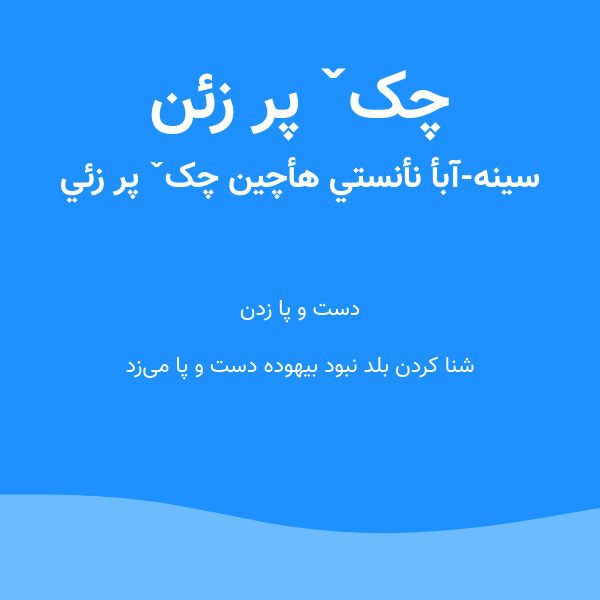 چکˇ پر زئن
سينه-آبأ نأنستي هأچين چکˇ پر زئي
دست و پا زدن
شنا کردن بلد نبود بیهوده دست و پا می‌زد